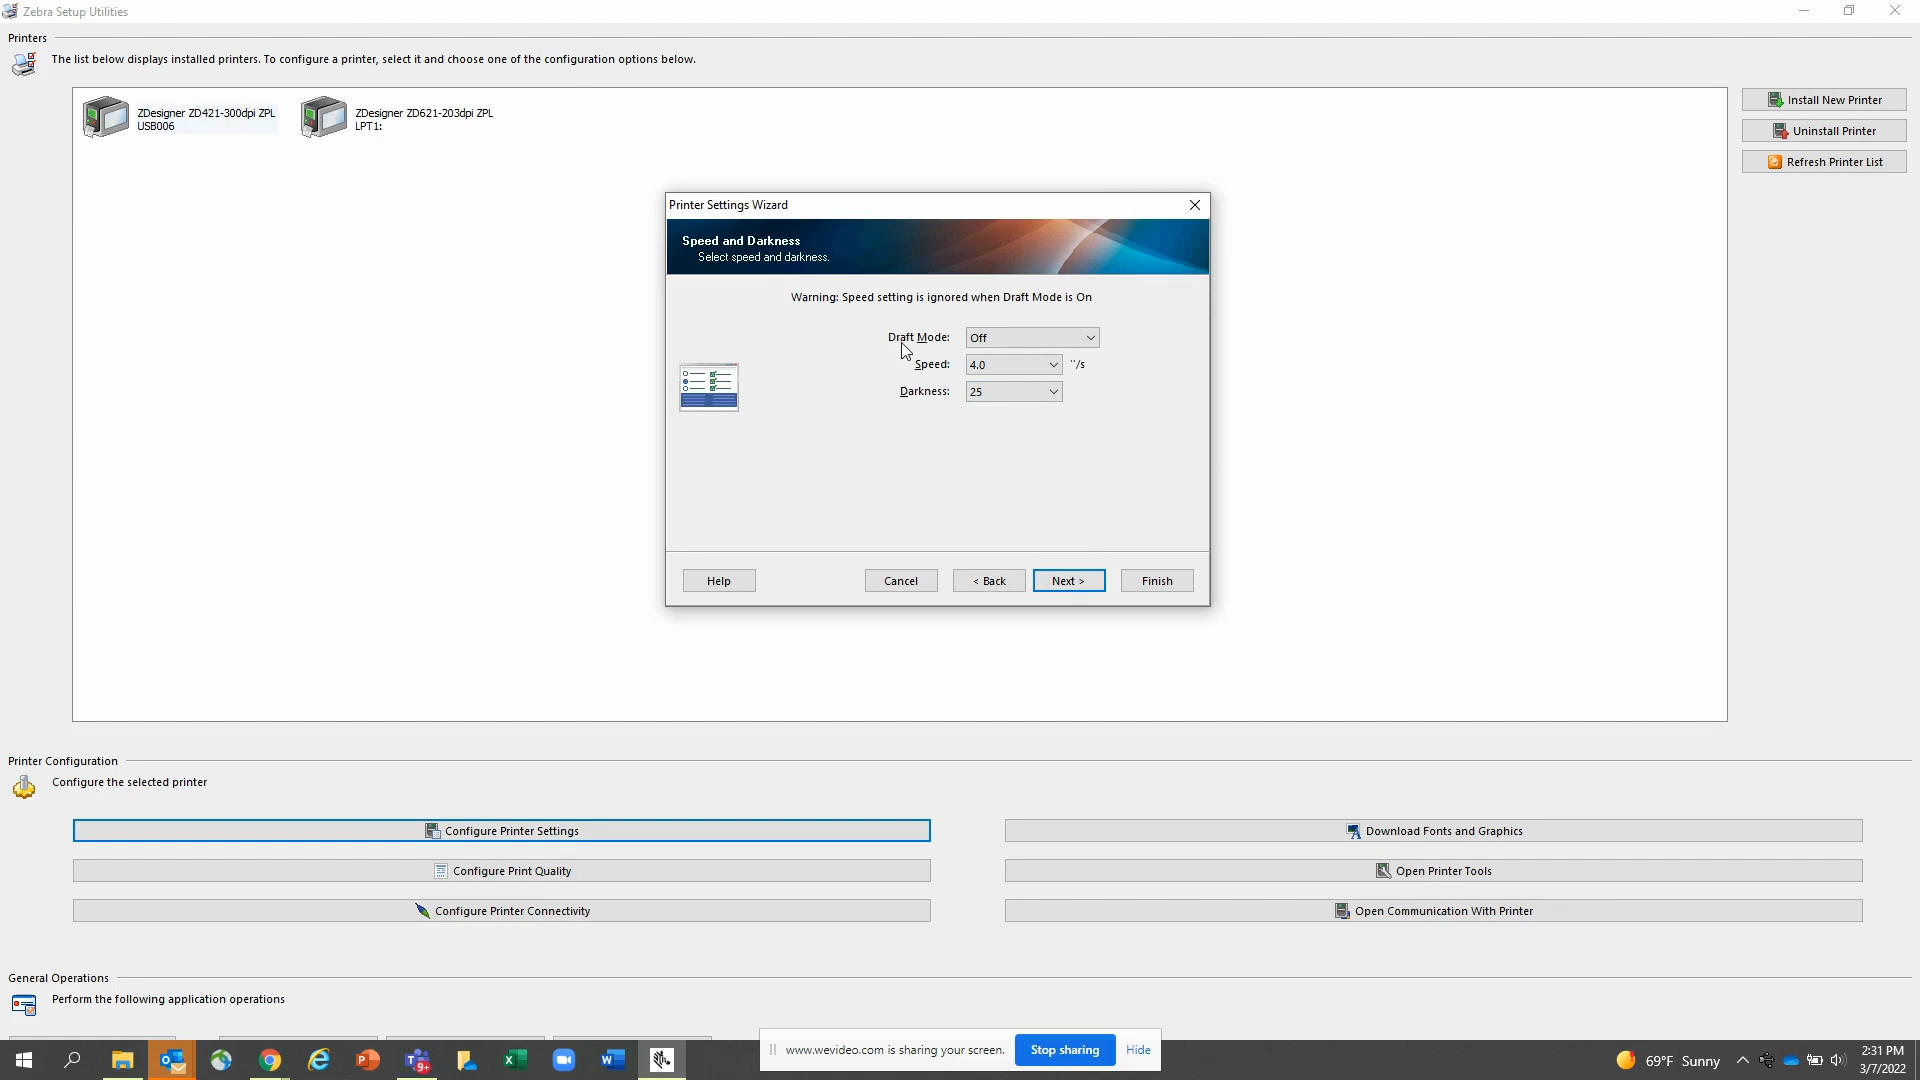 Zebra Setup Utilities
Printers
The list below displays installed printers. To configure a printer, select it and choose one of the configuration options below.
ZDesigner ZD421-300dpi ZPL
USB006
ZDesigner ZD621-203dpi ZPL
LPT1:
Install New Printer
Uninstall Printer
Refresh Printer List
Printer Settings Wizard
Speed and Darkness
Select speed and darkness.
Warning: Speed setting is ignored when Draft Mode is On
Draft Mode: Off
Speed: 4.0 "/s
Darkness: 25
Help Cancel < Back Next > Finish
Printer Configuration
Configure the selected printer
Configure Printer Settings
Download Fonts and Graphics
Configure Print Quality
Open Printer Tools
Configure Printer Connectivity
Open Communication With Printer
General Operations
Perform the following application operations
www.wevideo.com is sharing your screen. Stop sharing Hide
9+
69°F Sunny
2:31 PM
3/7/2022